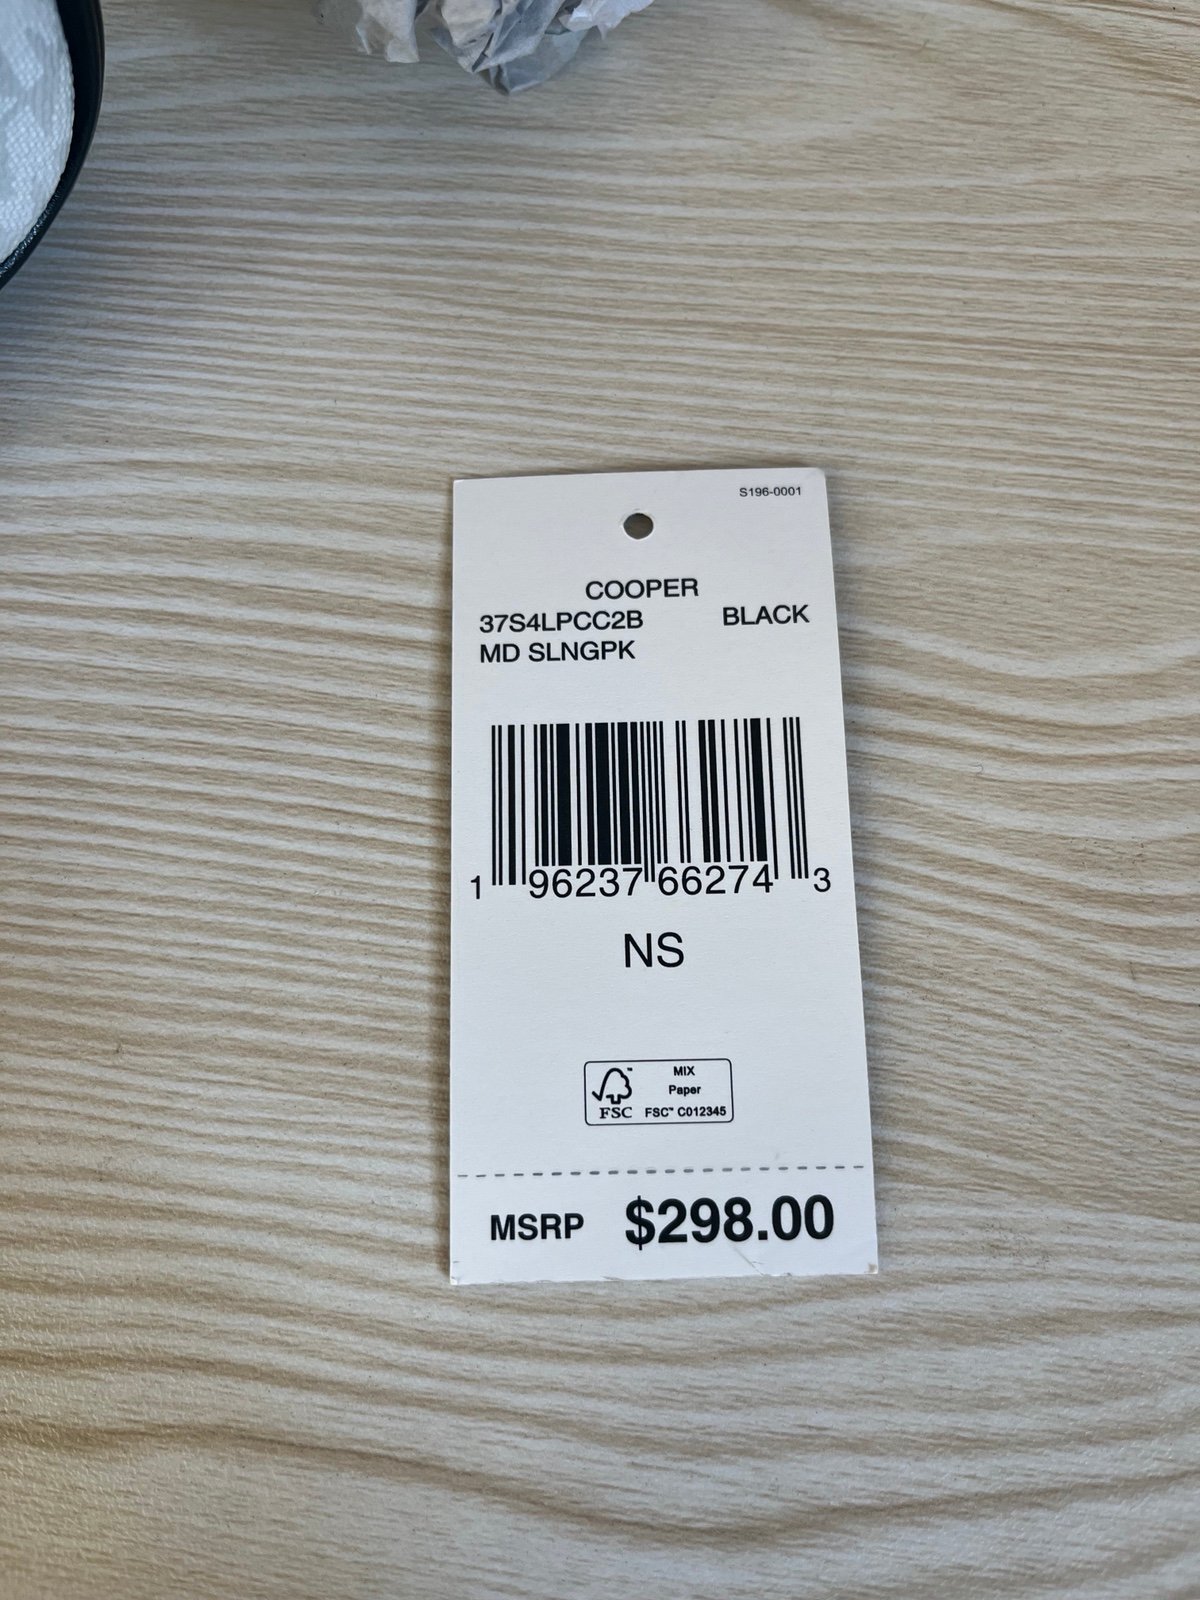 S196-0001
COOPER
37S4LPCC2B BLACK
MD SLNGPK
1 96237 66274 3
NS
MIX
Paper
FSC™ FSC™ C012345
MSRP $298.00